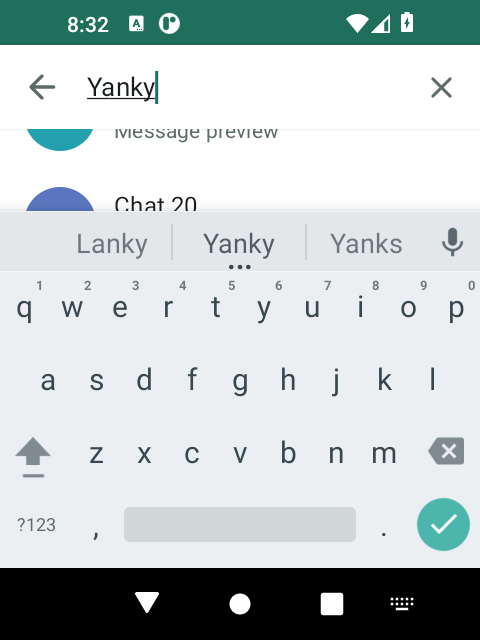 8:32
Yanky
Message preview
Chat 20
Lanky Yanky Yanks
1 2 3 4 5 6 7 8 9 0
q w e r t y u i o p
a s d f g h j k l
z x c v b n m
?123 , .